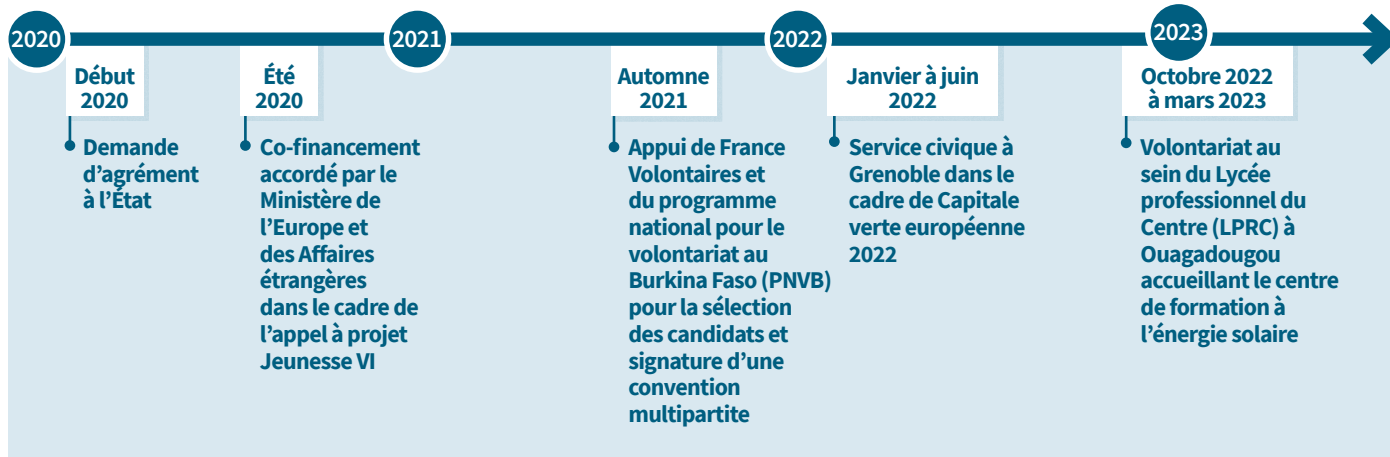 2020
2021
2022
2023
Début
2020
Demande
d’agrément
à l’État
Été
2020
Co-financement
accordé par le
Ministère de
l’Europe et
des Affaires
étrangères
dans le cadre de
l’appel à projet
Jeunesse VI
Automne
2021
Appui de France
Volontaires et
du programme
national pour le
volontariat au
Burkina Faso (PNVB)
pour la sélection
des candidats et
signature d’une
convention
multipartite
Janvier à juin
2022
Service civique à
Grenoble dans le
cadre de Capitale
verte européenne
2022
Octobre 2022
à mars 2023
Volontariat au
sein du Lycée
professionnel du
Centre (LPRC) à
Ouagadougou
accueillant le centre
de formation à
l’énergie solaire